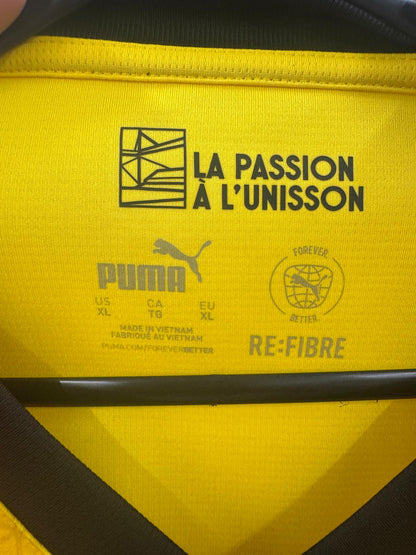 LA PASSION
À L'UNISSON
PUMA
FOREVER.
BETTER.
US CA EU
XL TG XL
MADE IN VIETNAM
FABRIQUÉ AU VIETNAM
PUMA.COM/FOREVERBETTER
RE:FIBRE